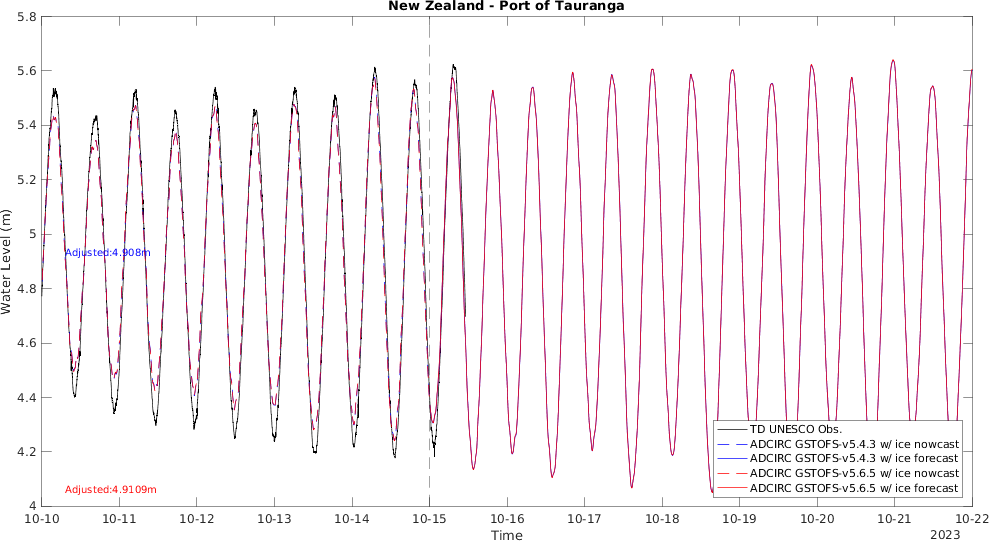 New Zealand - Port of Tauranga
5.8
5.6
5.4
5.2
5
4.8
4.6
4.4
4.2
4
Water Level (m)
Adjusted:4.908m
Adjusted:4.9109m
TD UNESCO Obs.
ADCIRC GSTOFS-v5.4.3 w/ ice nowcast
ADCIRC GSTOFS-v5.4.3 w/ ice forecast
ADCIRC GSTOFS-v5.6.5 w/ ice nowcast
ADCIRC GSTOFS-v5.6.5 w/ ice forecast
10-10 10-11 10-12 10-13 10-14 10-15 10-16 10-17 10-18 10-19 10-20 10-21 10-22
Time
2023